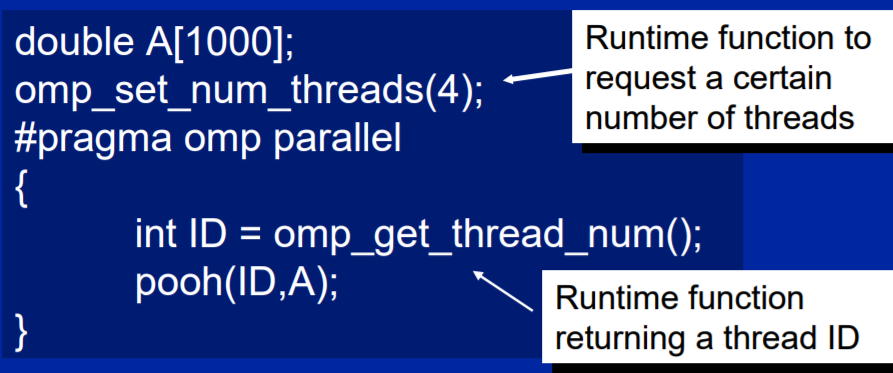 double A[1000];
omp_set_num_threads(4);
#pragma omp parallel
{
int ID = omp_get_thread_num();
pooh(ID,A);
}
Runtime function to
request a certain
number of threads
Runtime function
returning a thread ID